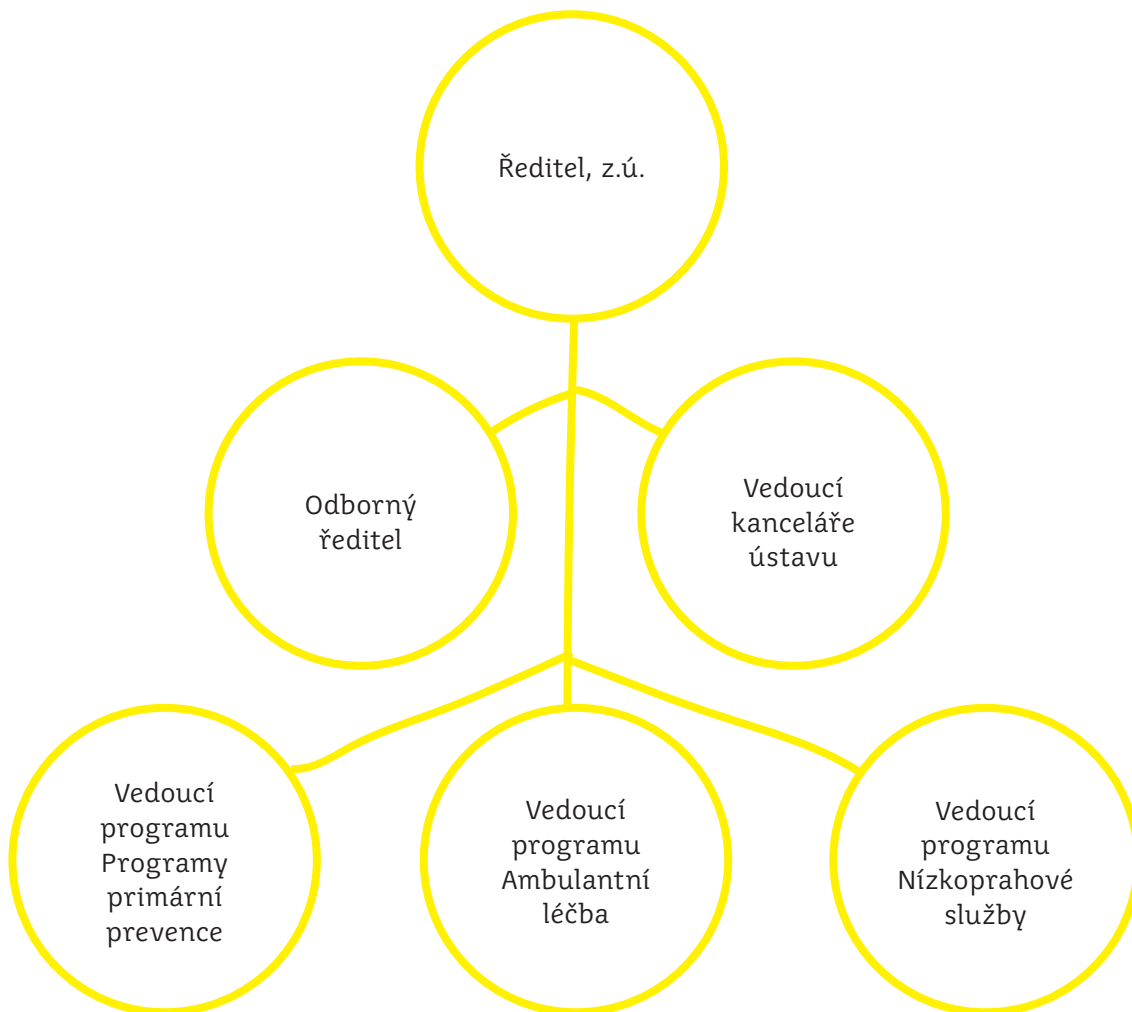 Ředitel, z.ú.
Odborný
ředitel
Vedoucí
kanceláře
ústavu
Vedoucí
programu
Programy
primární
prevence
Vedoucí
programu
Ambulantní
léčba
Vedoucí
programu
Nízkoprahové
služby